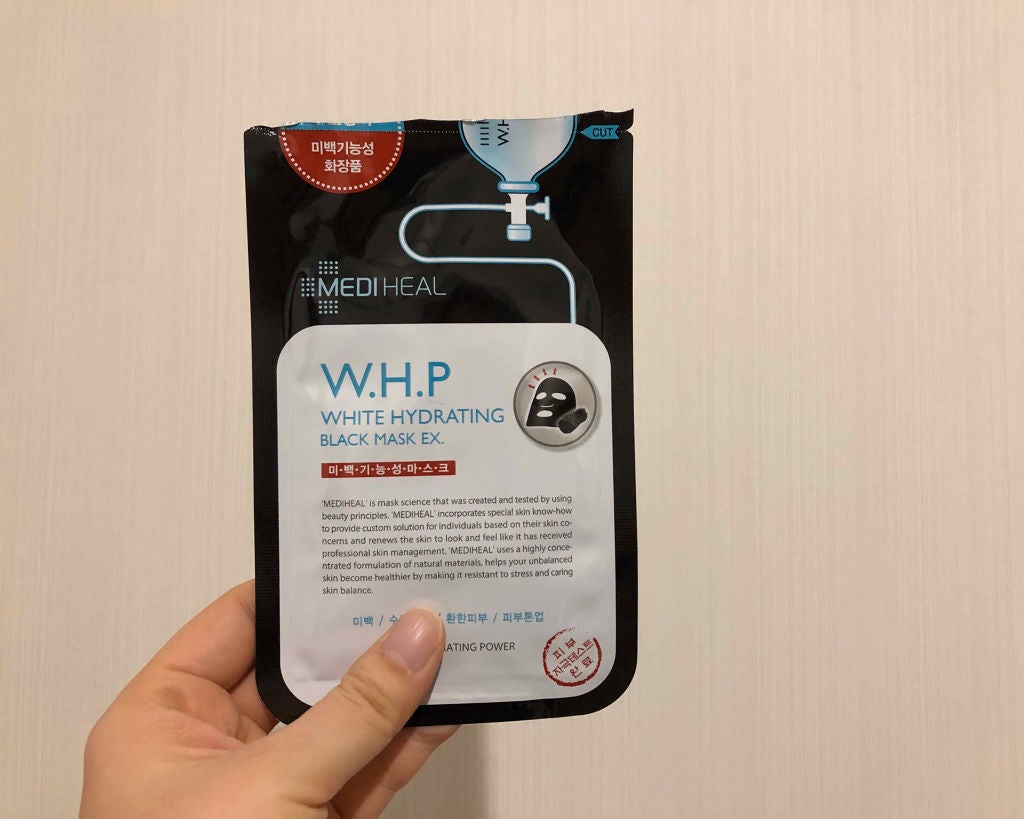 미백기능성
화장품
W.H
CUT
MEDIHEAL
W.H.P
WHITE HYDRATING
BLACK MASK EX.
미·백·기·능·성·마·스·크
'MEDIHEAL' is mask science that was created and tested by using
beauty principles. 'MEDIHEAL' incorporates special skin know-how
to provide custom solution for individuals based on their skin co-
ncerns and renews the skin to look and feel like it has received
professional skin management. 'MEDIHEAL' uses a highly conce-
ntrated formulation of natural materials, helps your unbalanced
skin become healthier by making it resistant to stress and caring
skin balance.
미백 / / 환한피부 / 피부톤업
RATING POWER
피부
자극테스트
완료